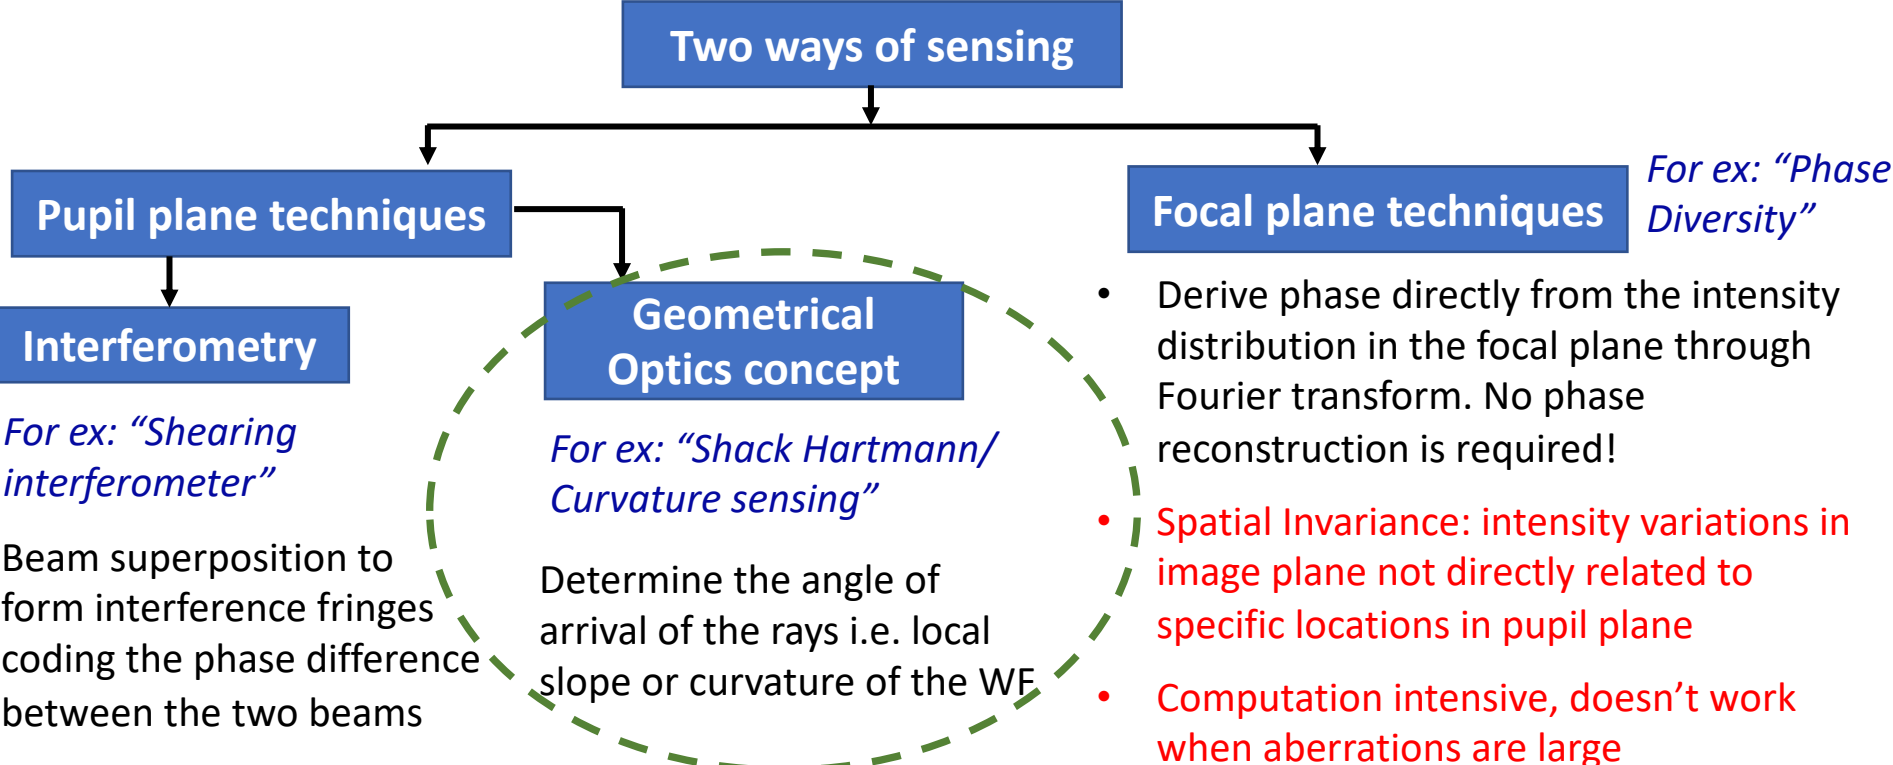 Two ways of sensing
Pupil plane techniques
Focal plane techniques
For ex: “Phase
Diversity”
Interferometry
For ex: “Shearing
interferometer”
Beam superposition to
form interference fringes
coding the phase difference
between the two beams
Geometrical
Optics concept
For ex: “Shack Hartmann/
Curvature sensing”
Determine the angle of
arrival of the rays i.e. local
slope or curvature of the WF
• Derive phase directly from the intensity
distribution in the focal plane through
Fourier transform. No phase
reconstruction is required!
• Spatial Invariance: intensity variations in
image plane not directly related to
specific locations in pupil plane
• Computation intensive, doesn’t work
when aberrations are large